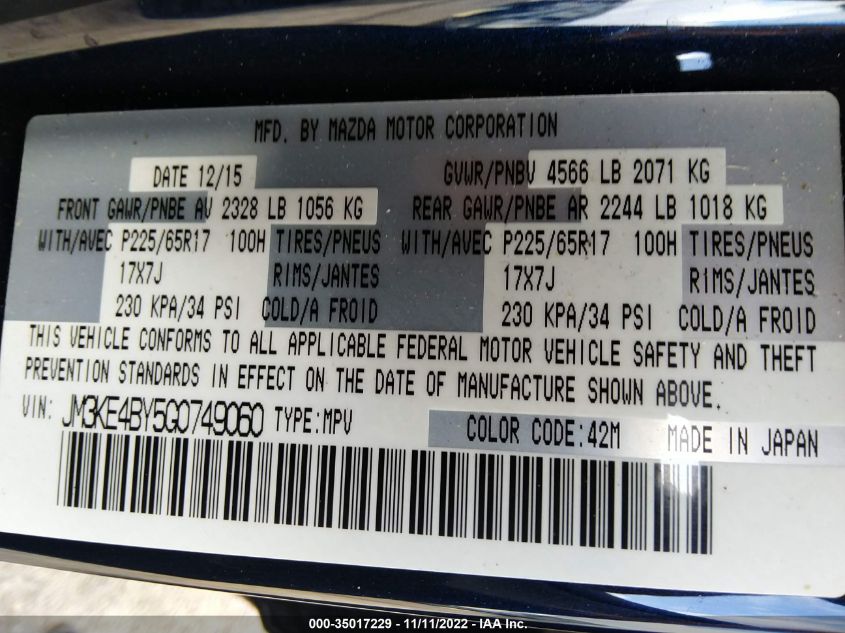 MFD. BY MAZDA MOTOR CORPORATION
DATE 12/15 GVWR/PNBV 4566 LB 2071 KG
FRONT GAWR/PNBE AV 2328 LB 1056 KG REAR GAWR/PNBE AR 2244 LB 1018 KG
WITH/AVEC P225/65R17 100H TIRES/PNEUS WITH/AVEC P225/65R17 100H TIRES/PNEUS
17X7J RIMS/JANTES 17X7J RIMS/JANTES
230 KPA/34 PSI COLD/A FROID 230 KPA/34 PSI COLD/A FROID
THIS VEHICLE CONFORMS TO ALL APPLICABLE FEDERAL MOTOR VEHICLE SAFETY AND THEFT
PREVENTION STANDARDS IN EFFECT ON THE DATE OF MANUFACTURE SHOWN ABOVE.
VIN: JM3KE4BY5G0749060 TYPE:MPV COLOR CODE:42M MADE IN JAPAN
000-35017229 - 11/11/2022 - IAA Inc.